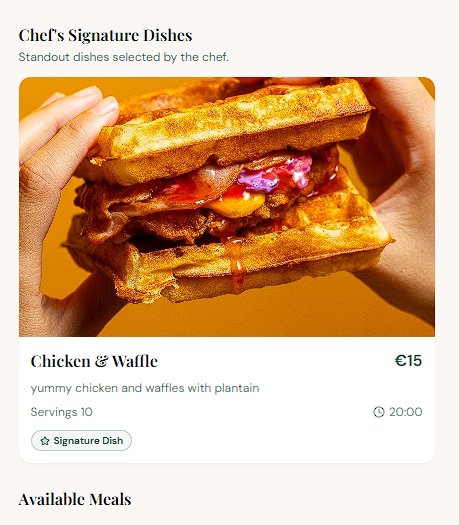 Chef's Signature Dishes
Standout dishes selected by the chef.
Chicken & Waffle
€15
yummy chicken and waffles with plantain
Servings 10
20:00
Signature Dish
Available Meals